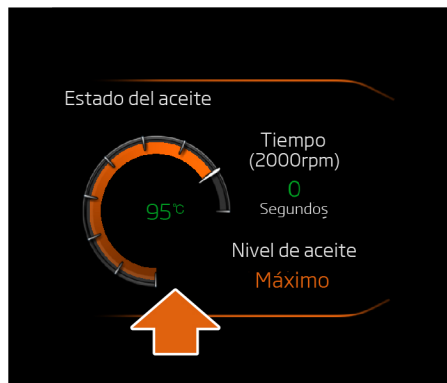 Estado del aceite
Tiempo
(2000rpm)
0
Segundos
95°C
Nivel de aceite
Máximo